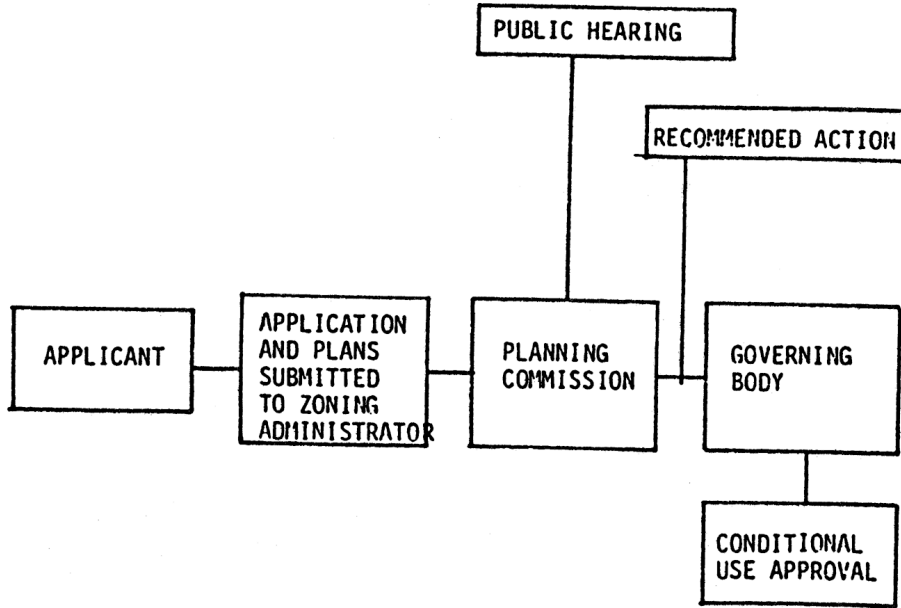 PUBLIC HEARING
RECOMMENDED ACTION
APPLICANT
APPLICATION
AND PLANS
SUBMITTED
TO ZONING
ADMINISTRATOR
PLANNING
COMMISSION
GOVERNING
BODY
CONDITIONAL
USE APPROVAL